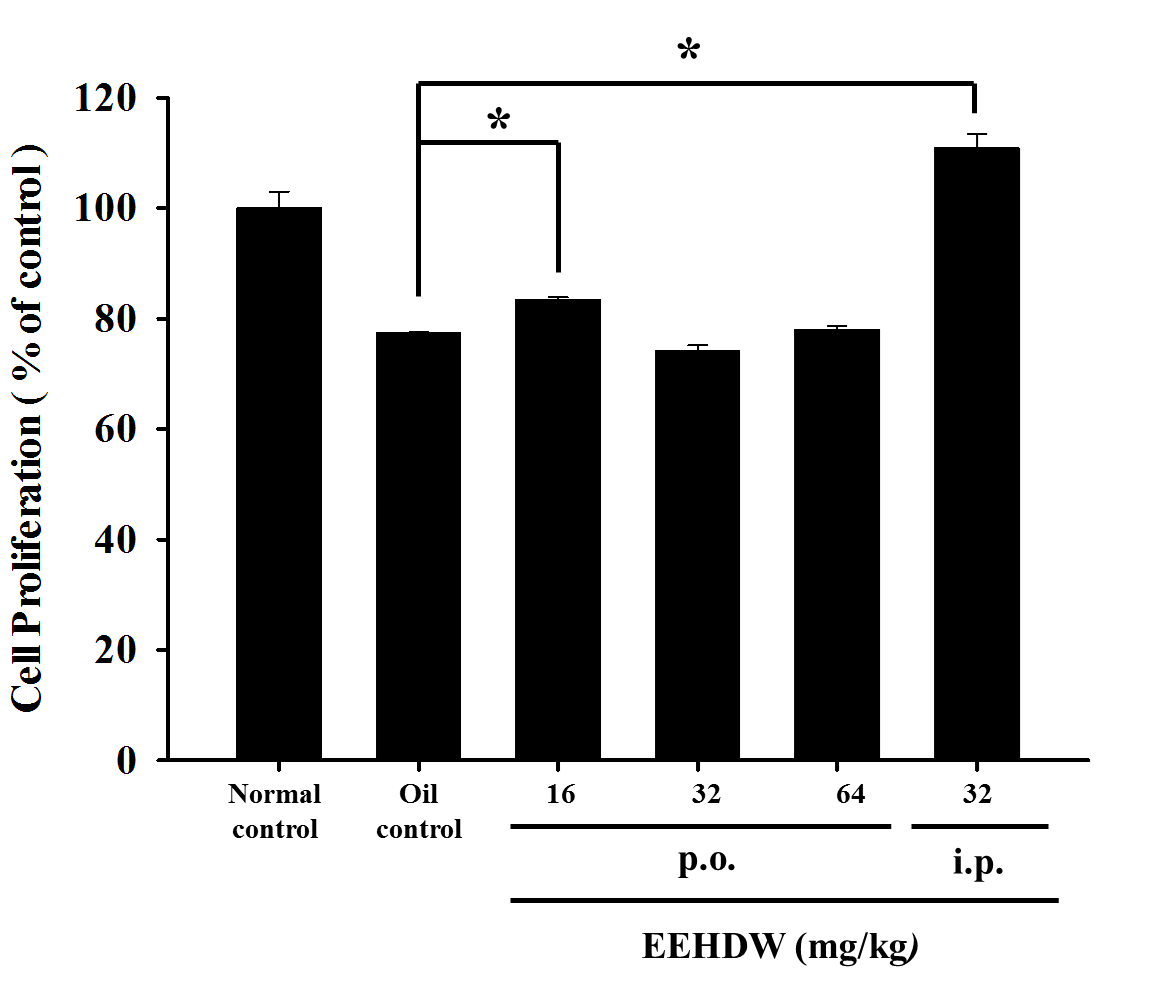 *
*
120
100
80
60
40
20
0
Cell Proliferation ( % of control )
Normal control
Oil control
16
32
64
32
p.o.
i.p.
EEHDW (mg/kg)